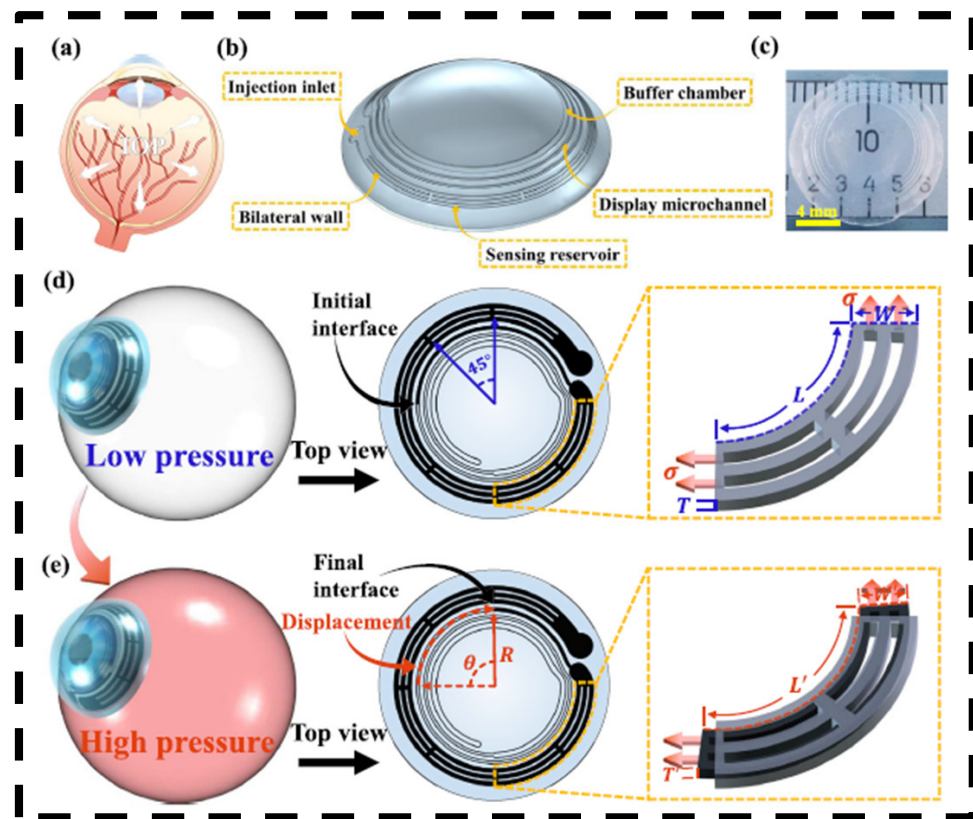 (a)
IOP
(b)
Injection inlet
Buffer chamber
Bilateral wall
Display microchannel
Sensing reservoir
(c)
10
2 3 4 5 6
4 mm
(d)
Low pressure
Top view
Initial
interface
45°
σ
W
L
σ
T
(e)
High pressure
Top view
Final
interface
Displacement
θ
R
L'
T'